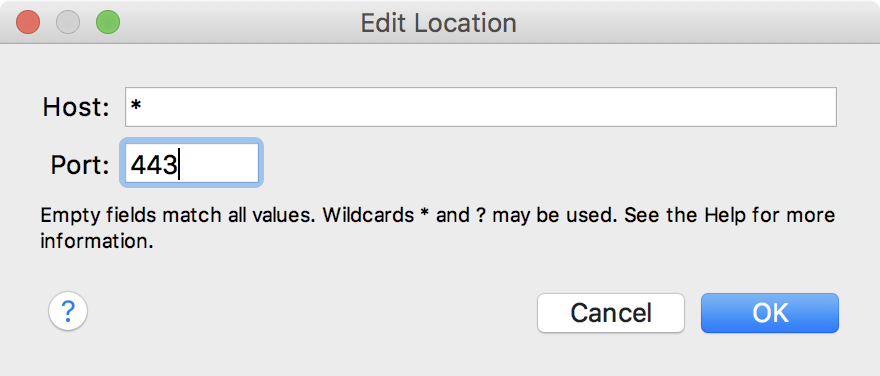 Edit Location
Host: *
Port: 443
Empty fields match all values. Wildcards * and ? may be used. See the Help for more
information.
? Cancel OK